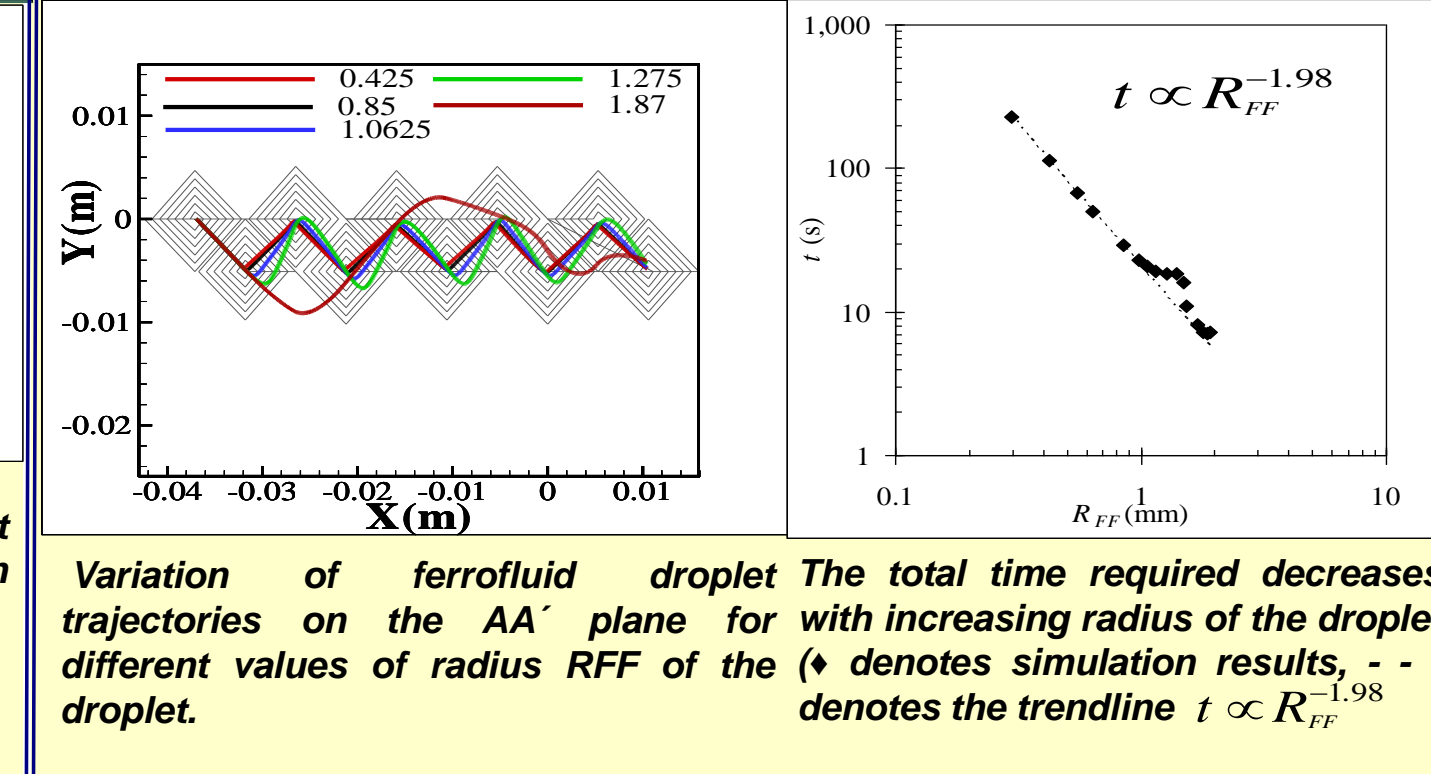 0.425
0.85
1.0625
1.275
1.87
Y(m)
0.01
0
-0.01
-0.02
-0.04 -0.03 -0.02 -0.01 0 0.01
X(m)
Variation of ferrofluid droplet
trajectories on the AA´ plane for
different values of radius RFF of the
droplet.
t ∝ R_FF^−1.98
t (s)
1,000
100
10
1
0.1 1 10
R FF (mm)
The total time required decreases
with increasing radius of the drople
(♦ denotes simulation results, - -
denotes the trendline t ∝ R_FF^−1.98
t
n